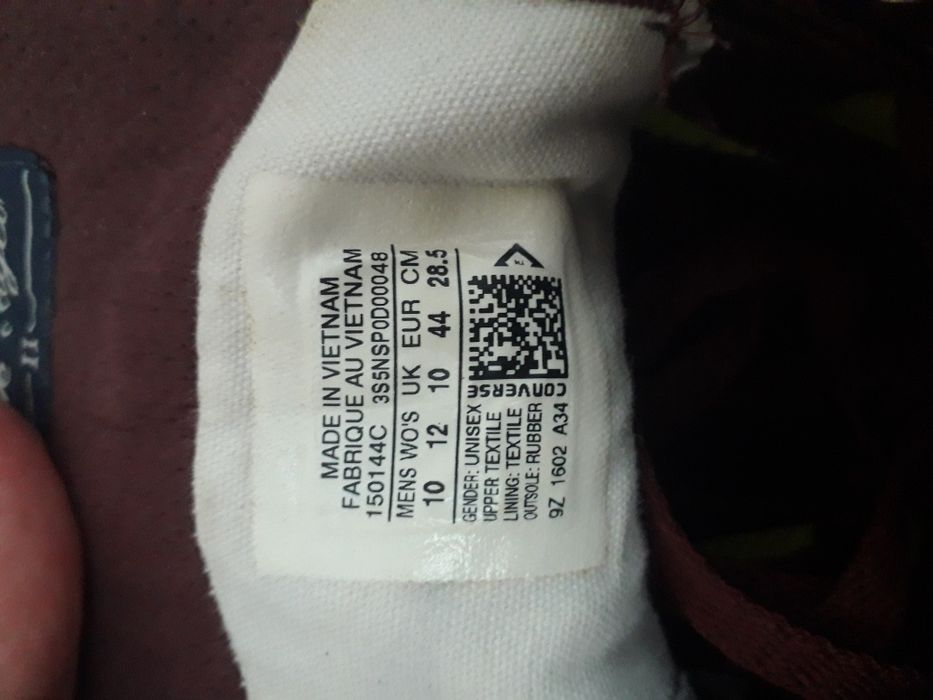 MADE IN VIETNAM
FABRIQUE AU VIETNAM
150144C 3S5NSP0D00048
MENS WO'S UK EUR CM
10 12 10 44 28.5
GENDER: UNISEX
UPPER TEXTILE
LINING: TEXTILE
OUTSOLE: RUBBER
9Z 1602 A34
CONVERSE
II